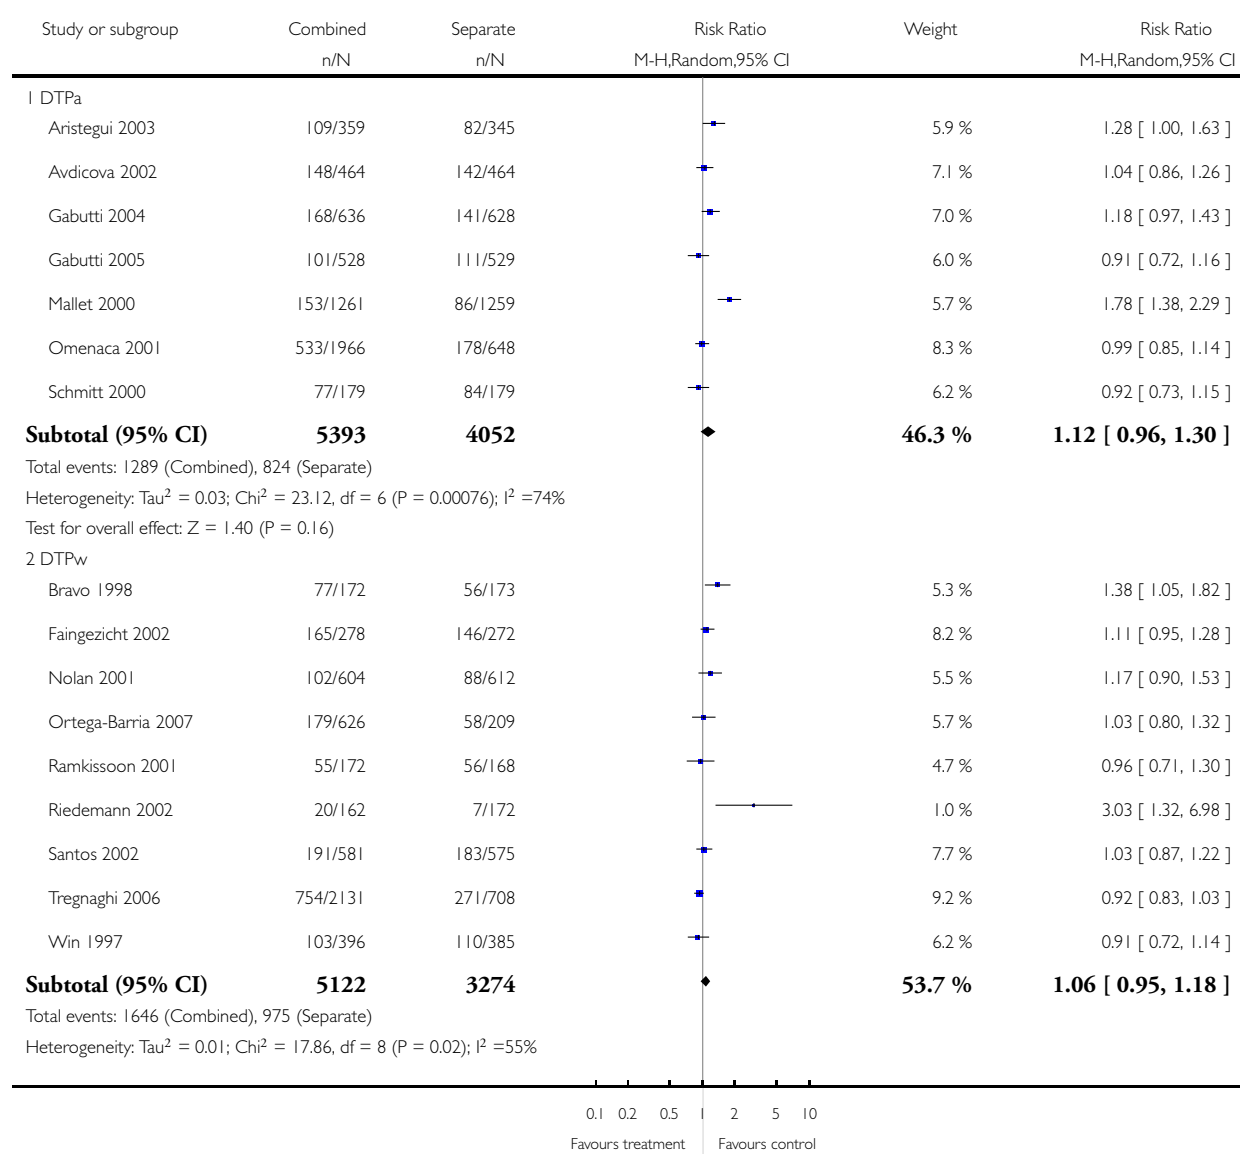 Study or subgroup Combined Separate Risk Ratio Weight Risk Ratio
n/N n/N M-H,Random,95% CI M-H,Random,95% CI
1 DTPa
Aristegui 2003 109/359 82/345 5.9 % 1.28 [ 1.00, 1.63 ]
Avdicova 2002 148/464 142/464 7.1 % 1.04 [ 0.86, 1.26 ]
Gabutti 2004 168/636 141/628 7.0 % 1.18 [ 0.97, 1.43 ]
Gabutti 2005 101/528 111/529 6.0 % 0.91 [ 0.72, 1.16 ]
Mallet 2000 153/1261 86/1259 5.7 % 1.78 [ 1.38, 2.29 ]
Omenaca 2001 533/1966 178/648 8.3 % 0.99 [ 0.85, 1.14 ]
Schmitt 2000 77/179 84/179 6.2 % 0.92 [ 0.73, 1.15 ]
Subtotal (95% CI) 5393 4052 46.3 % 1.12 [ 0.96, 1.30 ]
Total events: 1289 (Combined), 824 (Separate)
Heterogeneity: Tau² = 0.03; Chi² = 23.12, df = 6 (P = 0.00076); I² =74%
Test for overall effect: Z = 1.40 (P = 0.16)
2 DTPw
Bravo 1998 77/172 56/173 5.3 % 1.38 [ 1.05, 1.82 ]
Faingezicht 2002 165/278 146/272 8.2 % 1.11 [ 0.95, 1.28 ]
Nolan 2001 102/604 88/612 5.5 % 1.17 [ 0.90, 1.53 ]
Ortega-Barria 2007 179/626 58/209 5.7 % 1.03 [ 0.80, 1.32 ]
Ramkissoon 2001 55/172 56/168 4.7 % 0.96 [ 0.71, 1.30 ]
Riedemann 2002 20/162 7/172 1.0 % 3.03 [ 1.32, 6.98 ]
Santos 2002 191/581 183/575 7.7 % 1.03 [ 0.87, 1.22 ]
Tregnaghi 2006 754/2131 271/708 9.2 % 0.92 [ 0.83, 1.03 ]
Win 1997 103/396 110/385 6.2 % 0.91 [ 0.72, 1.14 ]
Subtotal (95% CI) 5122 3274 53.7 % 1.06 [ 0.95, 1.18 ]
Total events: 1646 (Combined), 975 (Separate)
Heterogeneity: Tau² = 0.01; Chi² = 17.86, df = 8 (P = 0.02); I² =55%
0.1 0.2 0.5 1 2 5 10
Favours treatment Favours control